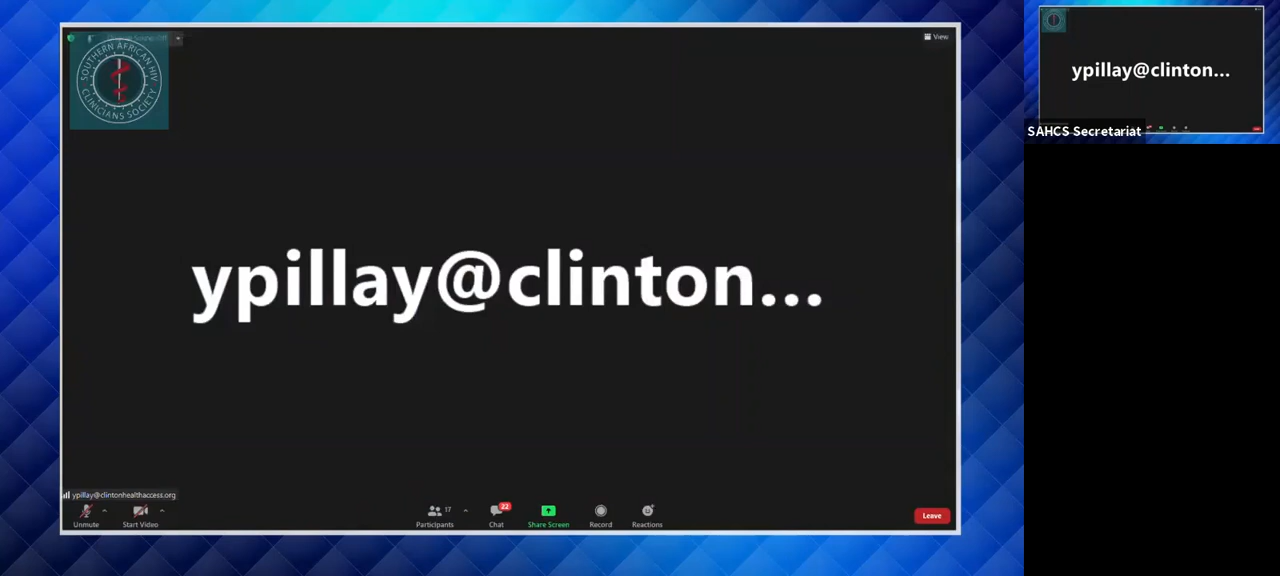 View
SOUTHERN AFRICAN HIV
CLINICIANS SOCIETY
ypillay@clinton...
ypillay@clintonhealthaccess.org
Unmute
Start Video
Participants
17
Chat
22
Share Screen
Record
Reactions
Leave
ypillay@clinton...
SAHCS Secretariat